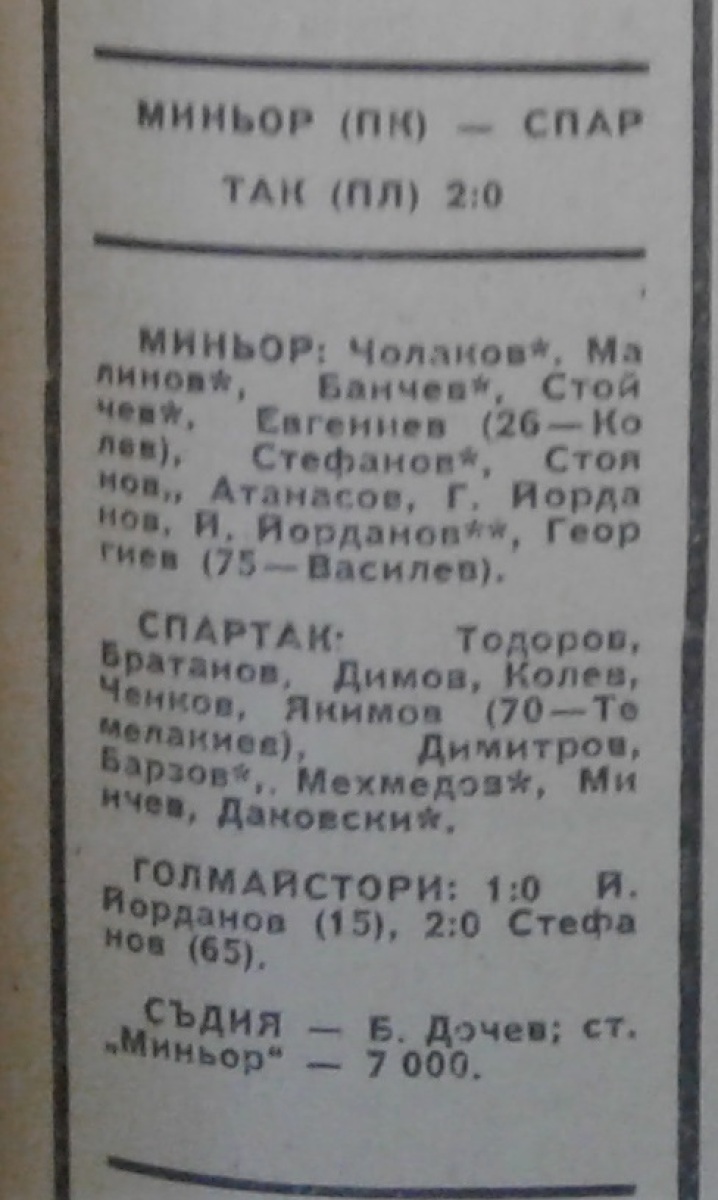 МИНЬОР (ПК) — СПАР
ТАК (ПЛ) 2:0
МИНЬОР: Чолаков*, Ма
линов*, Банчев*, Стой
чев*, Евгениев (26—Ко
лев), Стефанов*, Стоя
нов,, Атанасов, Г. Йорда
нов, Й. Йорданов**, Геор
гиев (75—Василев).
СПАРТАК: Тодоров,
Братанов, Димов, Колев,
Ченков, Якимов (70—Те
мелакиев), Димитров,
Барзов*,. Мехмедов*, Ми
нчев, Даковски*.
ГОЛМАЙСТОРИ: 1:0 Й.
Йорданов (15), 2:0 Стефа
нов (65).
СЪДИЯ — Б. Дочев; ст.
„Миньор“ — 7 000.